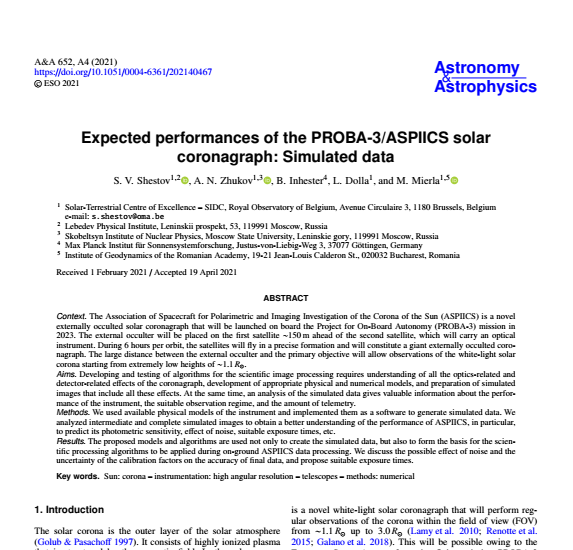 A&A 652, A4 (2021)
https://doi.org/10.1051/0004-6361/202140467
© ESO 2021
Astronomy
&
Astrophysics
Expected performances of the PROBA-3/ASPIICS solar
coronagraph: Simulated data
S. V. Shestov1,2, A. N. Zhukov1,3, B. Inhester4, L. Dolla1, and M. Mierla1,5
1 Solar-Terrestrial Centre of Excellence – SIDC, Royal Observatory of Belgium, Avenue Circulaire 3, 1180 Brussels, Belgium
e-mail: s.shestov@oma.be
2 Lebedev Physical Institute, Leninskii prospekt, 53, 119991 Moscow, Russia
3 Skobeltsyn Institute of Nuclear Physics, Moscow State University, Leninskie gory, 119991 Moscow, Russia
4 Max Planck Institut für Sonnensystemforschung, Justus-von-Liebig-Weg 3, 37077 Göttingen, Germany
5 Institute of Geodynamics of the Romanian Academy, 19-21 Jean-Louis Calderon St., 020032 Bucharest, Romania
Received 1 February 2021 / Accepted 19 April 2021
ABSTRACT
Context. The Association of Spacecraft for Polarimetric and Imaging Investigation of the Corona of the Sun (ASPIICS) is a novel
externally occulted solar coronagraph that will be launched on board the Project for On-Board Autonomy (PROBA-3) mission in
2023. The external occulter will be placed on the first satellite ~150 m ahead of the second satellite, which will carry an optical
instrument. During 6 hours per orbit, the satellites will fly in a precise formation and will constitute a giant externally occulted coro-
nagraph. The large distance between the external occulter and the primary objective will allow observations of the white-light solar
corona starting from extremely low heights of ~1.1 R☉.
Aims. Developing and testing of algorithms for the scientific image processing requires understanding of all the optics-related and
detector-related effects of the coronagraph, development of appropriate physical and numerical models, and preparation of simulated
images that include all these effects. At the same time, an analysis of the simulated data gives valuable information about the perfor-
mance of the instrument, the suitable observation regime, and the amount of telemetry.
Methods. We used available physical models of the instrument and implemented them as a software to generate simulated data. We
analyzed intermediate and complete simulated images to obtain a better understanding of the performance of ASPIICS, in particular,
to predict its photometric sensitivity, effect of noise, suitable exposure times, etc.
Results. The proposed models and algorithms are used not only to create the simulated data, but also to form the basis for the scien-
tific processing algorithms to be applied during on-ground ASPIICS data processing. We discuss the possible effect of noise and the
uncertainty of the calibration factors on the accuracy of final data, and propose suitable exposure times.
Key words. Sun: corona – instrumentation: high angular resolution – telescopes – methods: numerical
1. Introduction
The solar corona is the outer layer of the solar atmosphere
(Golub & Pasachoff 1997). It consists of highly ionized plasma
is a novel white-light solar coronagraph that will perform reg-
ular observations of the corona within the field of view (FOV)
from ~1.1 R☉ up to 3.0 R☉ (Lamy et al. 2010; Renotte et al.
2015; Galano et al. 2018). This will be possible owing to the